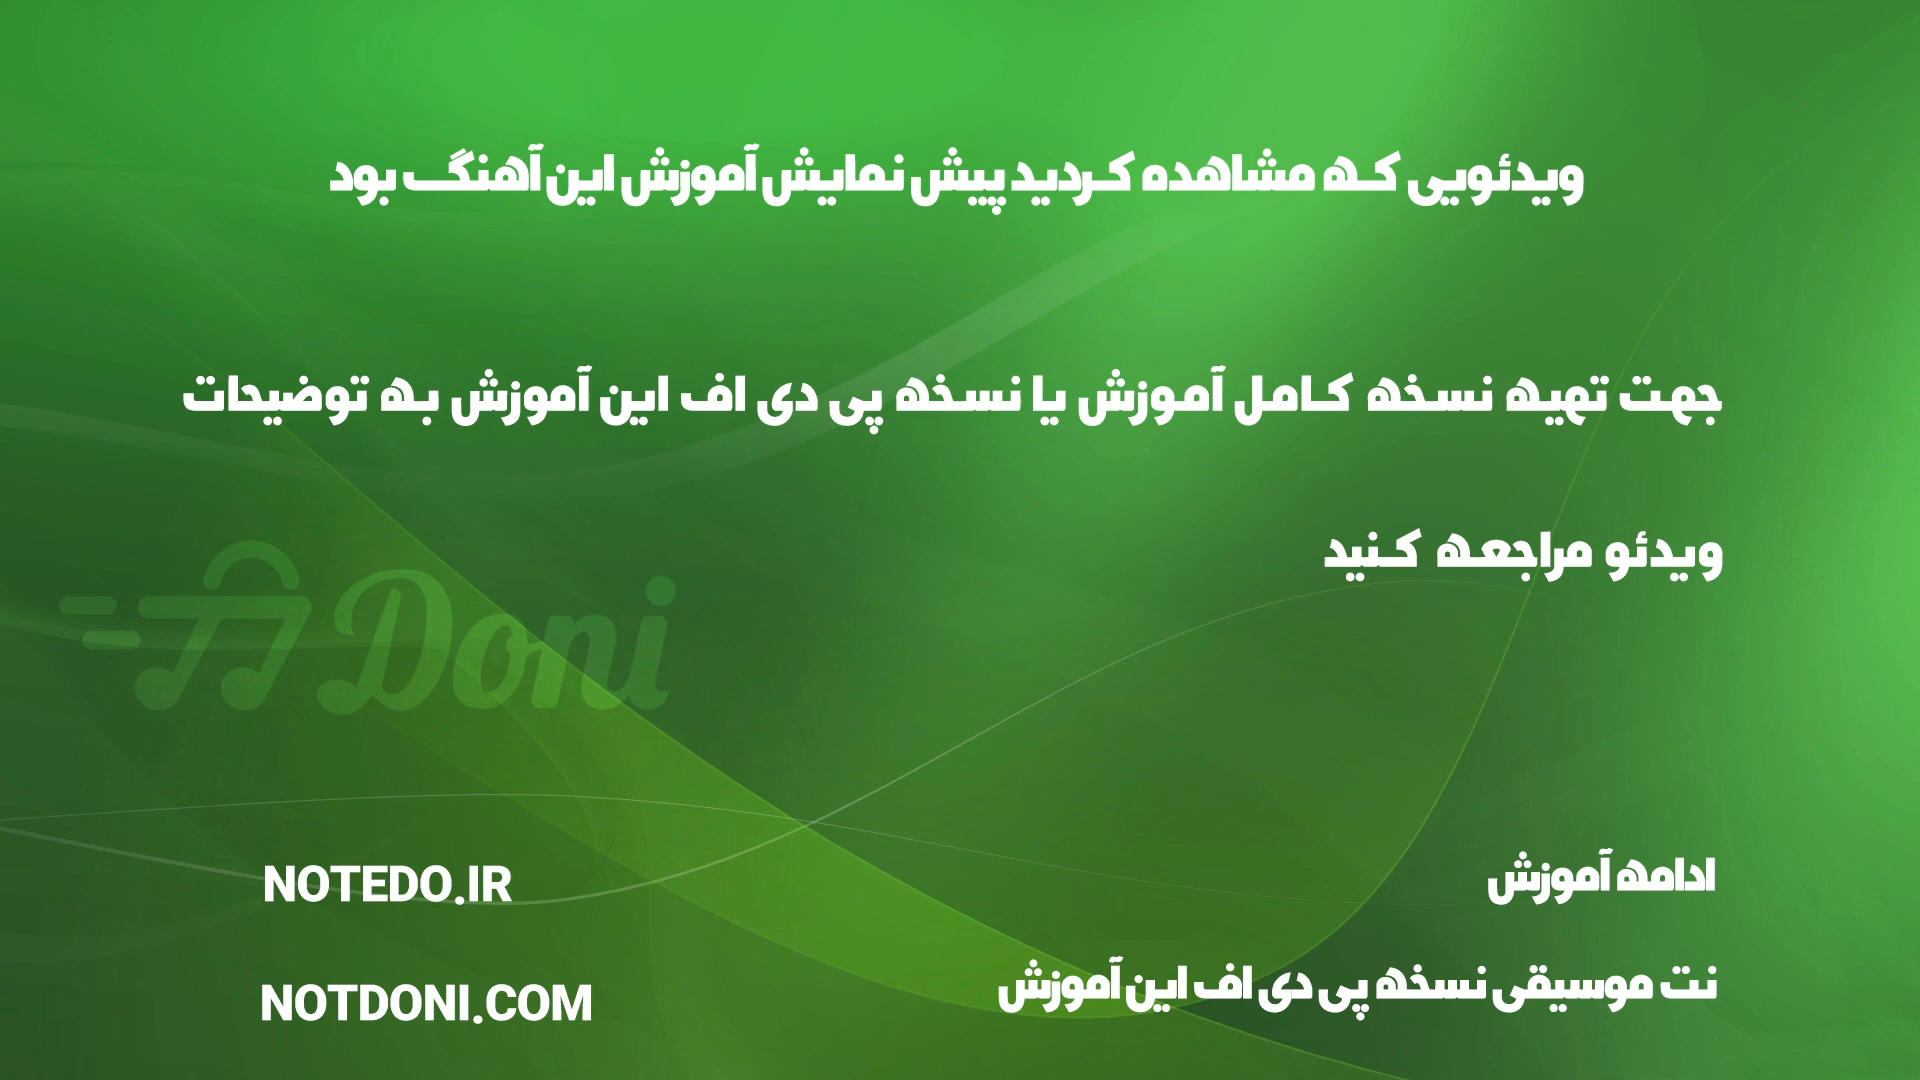 ویدئویی که مشاهده کردید پیش نمایش آموزش این آهنگ بود
جهت تهیه نسخه کامل آموزش یا نسخه پی دی اف این آموزش به توضیحات
ویدئو مراجعه کنید
Doni
ادامه آموزش
NOTEDO.IR
نت موسیقی نسخه پی دی اف این آموزش
NOTDONI.COM